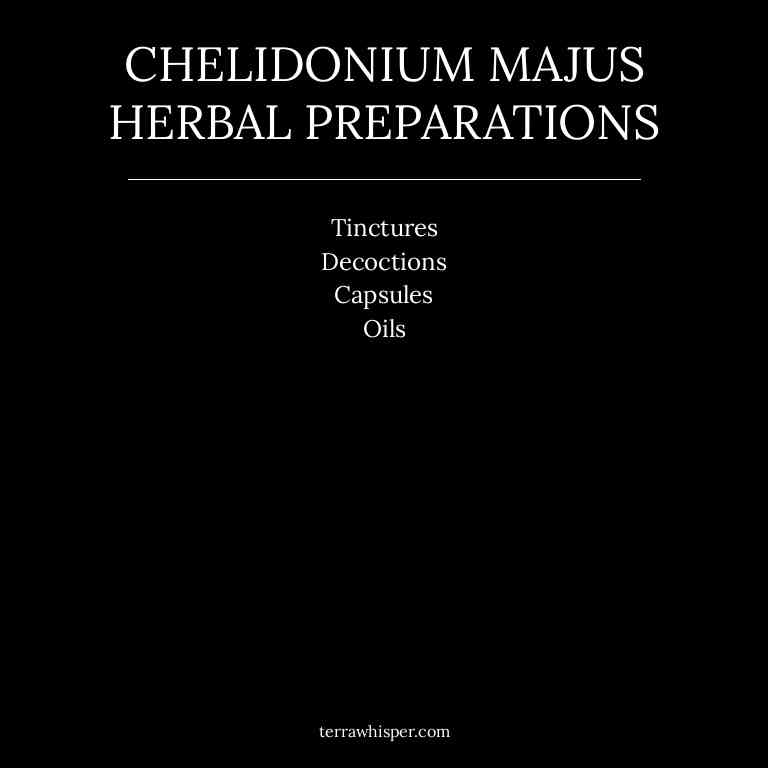 CHELIDONIUM MAJUS
HERBAL PREPARATIONS
Tinctures
Decoctions
Capsules
Oils
terrawhisper.com